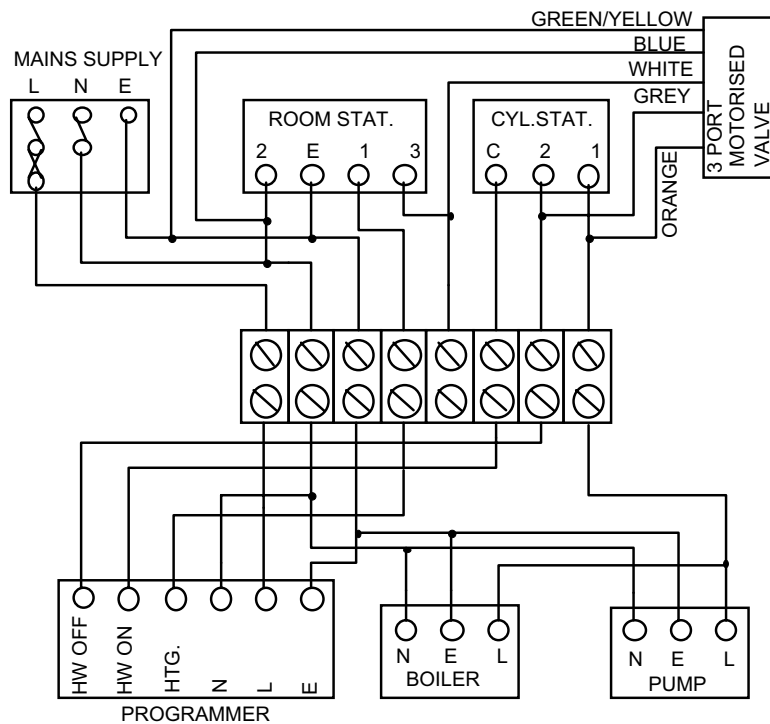 GREEN/YELLOW
BLUE
WHITE
GREY
ORANGE
3 PORT
MOTORISED
VALVE
MAINS SUPPLY
L N E
ROOM STAT.
2 E 1 3
CYL.STAT.
C 2 1
HW OFF
HW ON
HTG.
N
L
E
PROGRAMMER
N E L
BOILER
N E L
PUMP